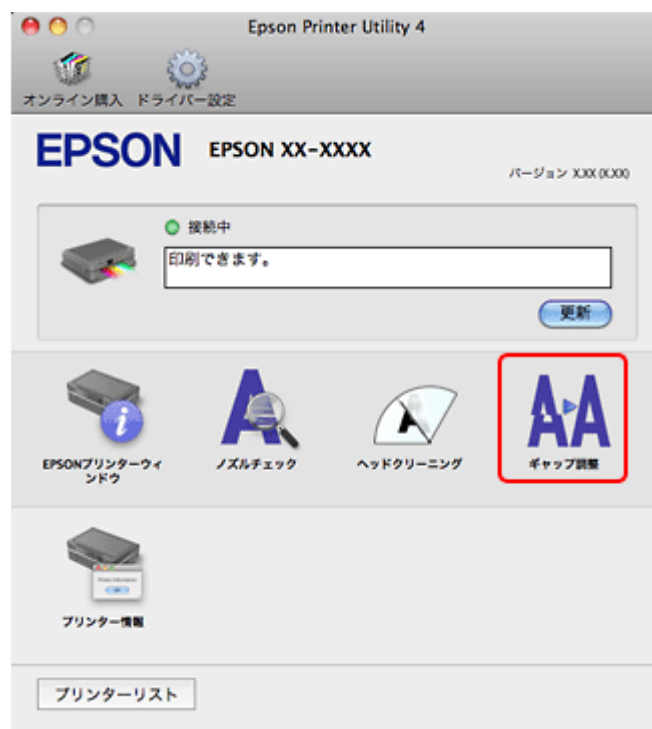 Epson Printer Utility 4
オンライン購入 ドライバー設定
EPSON EPSON XX-XXXX
バージョン X.XX (X.XX)
接続中
印刷できます。
更新
EPSONプリンターウィ
ンドウ
ノズルチェック
ヘッドクリーニング
ギャップ調整
プリンター情報
プリンターリスト